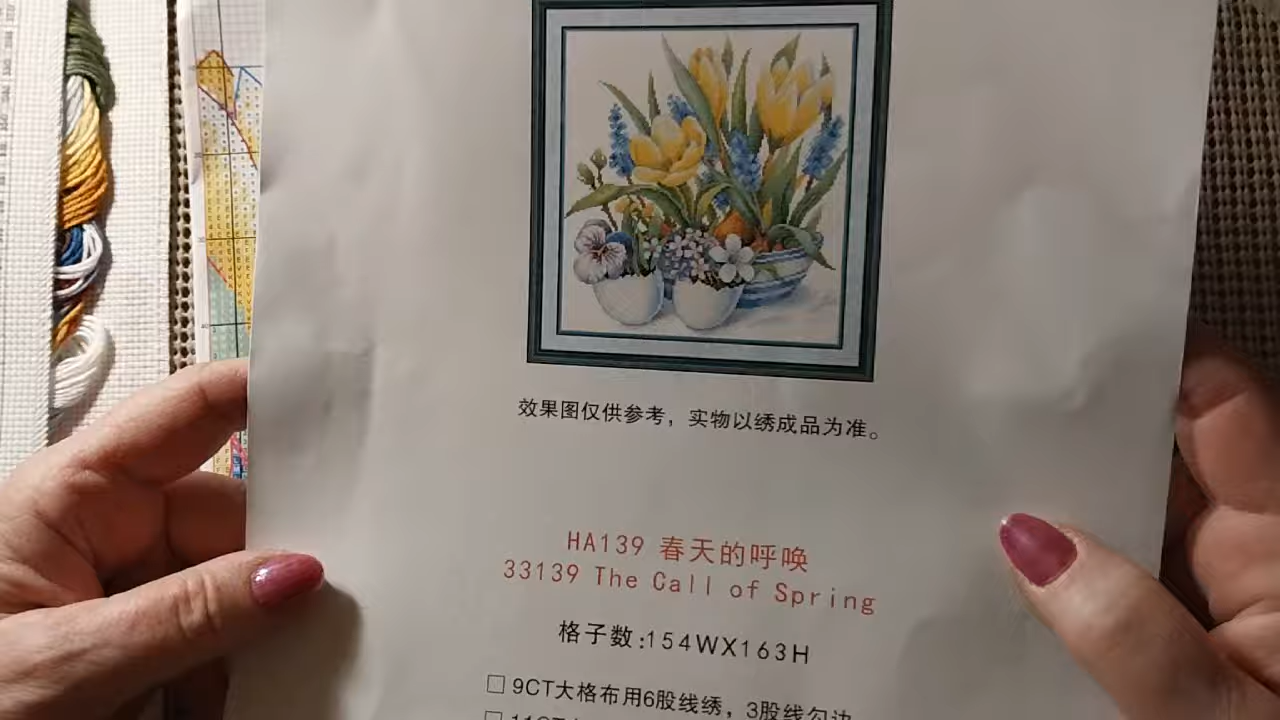 效果图仅供参考，实物以绣成品为准。
HA139 春天的呼唤
33139 The Call of Spring
格子数:154WX163H
□ 9CT大格布用6股线绣，3股线勾边